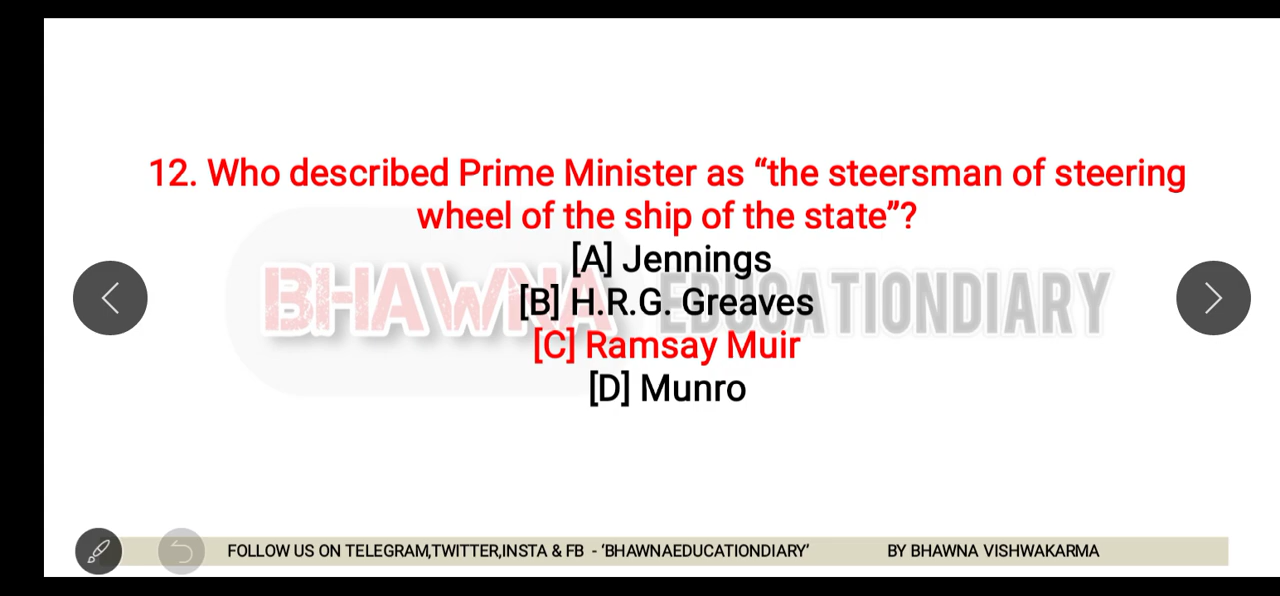 12. Who described Prime Minister as “the steersman of steering
wheel of the ship of the state”?
[A] Jennings
[B] H.R.G. Greaves
[C] Ramsay Muir
[D] Munro
BHAWNA EDUCATIONDIARY
FOLLOW US ON TELEGRAM,TWITTER,INSTA & FB - ‘BHAWNAEDUCATIONDIARY’ BY BHAWNA VISHWAKARMA